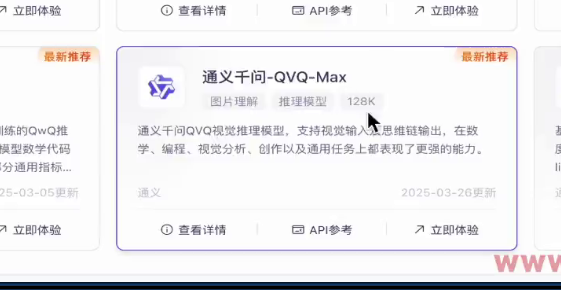 立即体验
查看详情
API参考
立即体验
最新推荐
最新推荐
通义千问-QVQ-Max
图片理解
推理模型
128K
训练的QwQ推
通义千问QVQ视觉推理模型，支持视觉输入及思维链输出，在数
模型数学代码
学、编程、视觉分析、创作以及通用任务上都表现了更强的能力。
部分通用指标...
25-03-05更新
通义
2025-03-26更新
立即体验
查看详情
API参考
立即体验
www